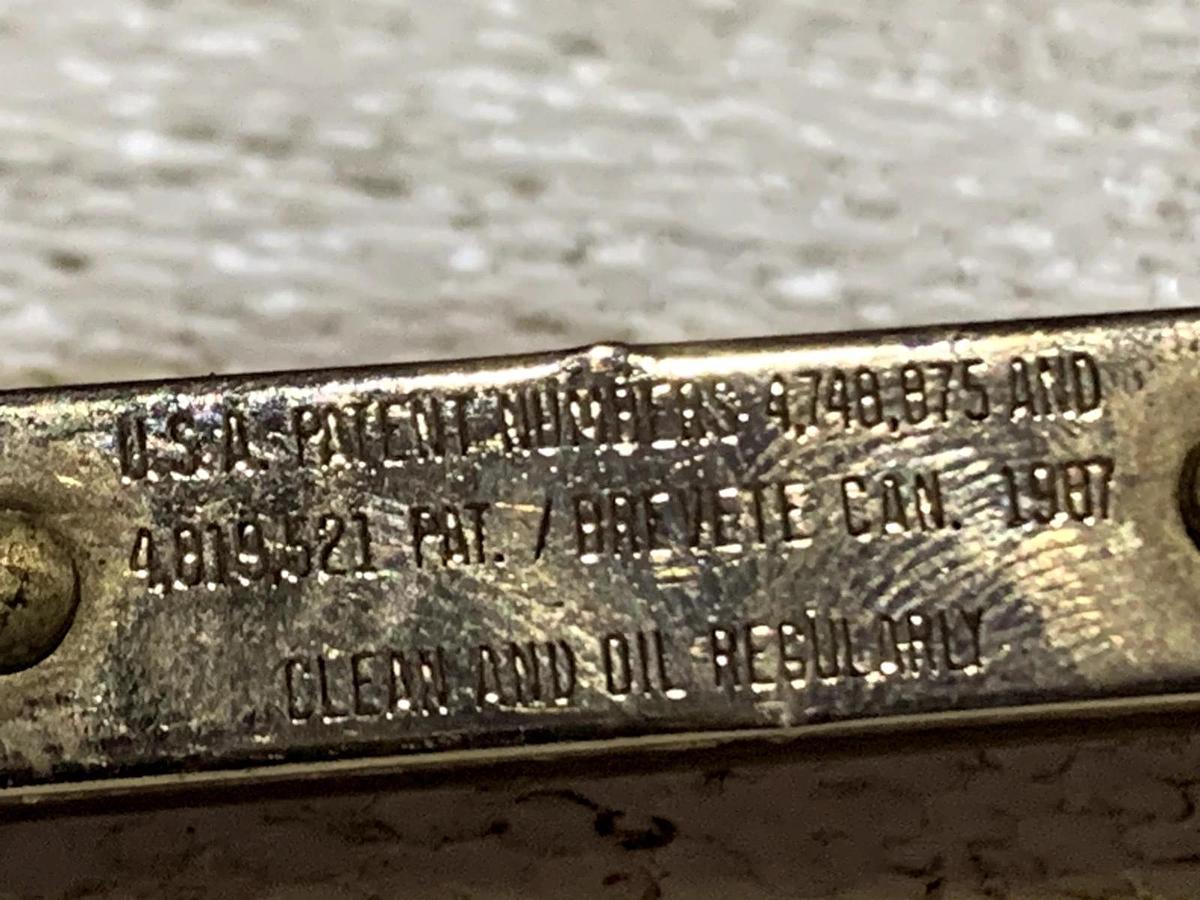 U.S.A. PATENT NUMBERS 4,748,875 AND
4,819,521 PAT. / BREVETE CAN. 1987
CLEAN AND OIL REGULARLY